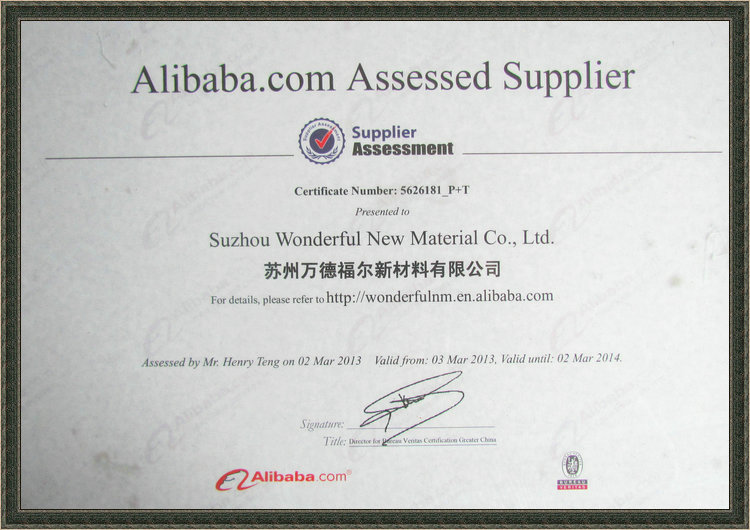 Alibaba.com Assessed Supplier
Supplier Assessment
Supplier
Assessment
Certificate Number: 5626181_P+T
Presented to
Suzhou Wonderful New Material Co., Ltd.
苏州万德福尔新材料有限公司
For details, please refer to http://wonderfulnm.en.alibaba.com
Assessed by Mr. Henry Teng on 02 Mar 2013 Valid from: 03 Mar 2013, Valid until: 02 Mar 2014.
Signature:
Title: Director for Bureau Veritas Certification Greater China
Alibaba.com®
BUREAU
VERITAS